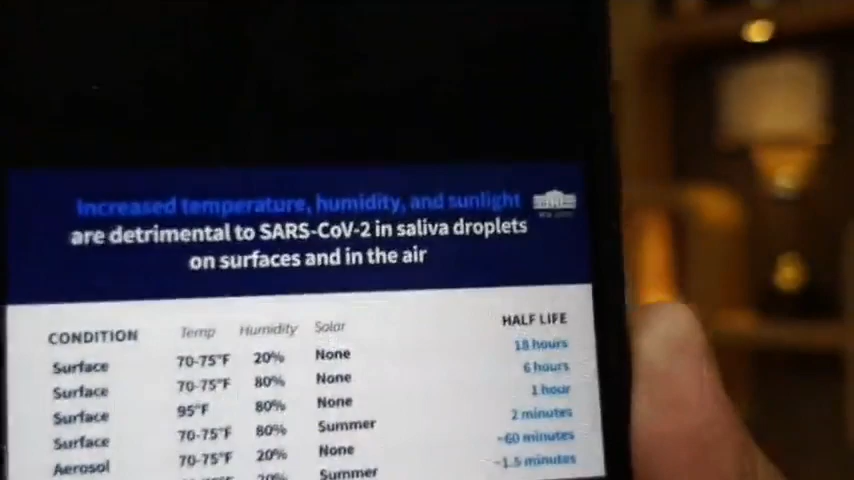 Increased temperature, humidity, and sunlight
are detrimental to SARS-CoV-2 in saliva droplets
on surfaces and in the air
CONDITION Temp Humidity Solar HALF LIFE
Surface 70-75°F 20% None 18 hours
Surface 70-75°F 80% None 6 hours
Surface 95°F 80% None 1 hour
Surface 70-75°F 80% Summer 2 minutes
Aerosol 70-75°F 20% None ~60 minutes
20% Summer ~1.5 minutes